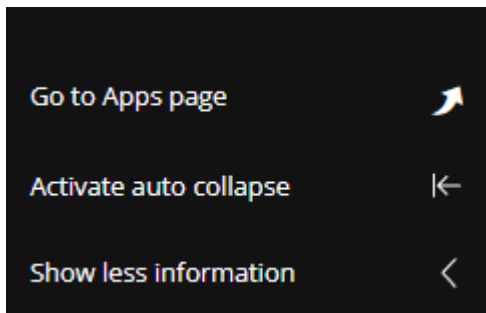 Go to Apps page
Activate auto collapse
Show less information